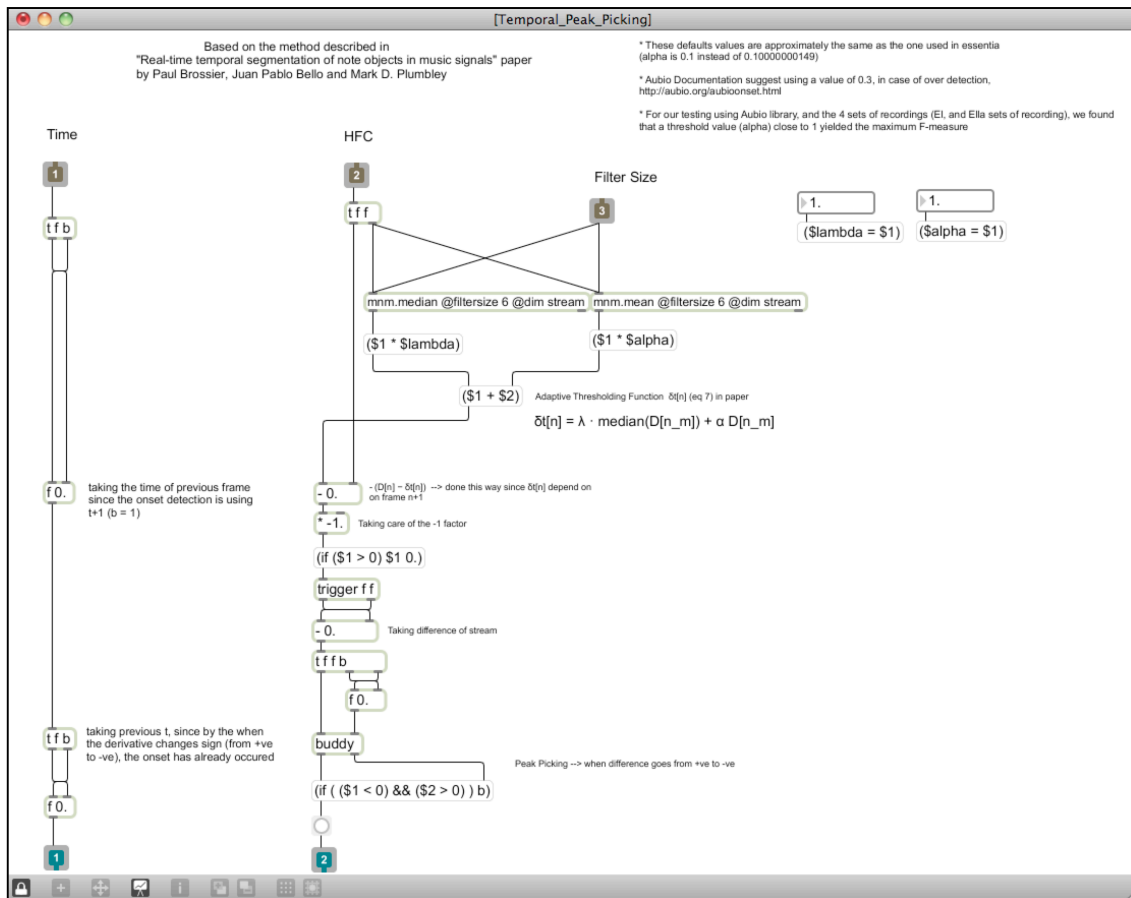 [Temporal_Peak_Picking]
Based on the method described in
"Real-time temporal segmentation of note objects in music signals" paper
by Paul Brossier, Juan Pablo Bello and Mark D. Plumbley
* These defaults values are approximately the same as the one used in essentia
(alpha is 0.1 instead of 0.10000000149)
* Aubio Documentation suggest using a value of 0.3, in case of over detection,
http://aubio.org/aubioonset.html
* For our testing using Aubio library, and the 4 sets of recordings (EI, and Ella sets of recording), we found
that a threshold value (alpha) close to 1 yielded the maximum F-measure
Time
HFC
Filter Size
1
2
3
1.
1.
t f b
t f f
($lambda = $1)
($alpha = $1)
mnm.median @filtersize 6 @dim stream
mnm.mean @filtersize 6 @dim stream
($1 * $lambda)
($1 * $alpha)
($1 + $2)
Adaptive Thresholding Function δt[n] (eq 7) in paper
δt[n] = λ · median(D[n_m]) + α D[n_m]
f 0.
taking the time of previous frame
since the onset detection is using
t+1 (b = 1)
- 0.
- (D[n] − δt[n]) --> done this way since δt[n] depend on
on frame n+1
* -1.
Taking care of the -1 factor
(if ($1 > 0) $1 0.)
trigger f f
- 0.
Taking difference of stream
t f f b
f 0.
t f b
taking previous t, since by the when
the derivative changes sign (from +ve
to -ve), the onset has already occured
buddy
Peak Picking --> when difference goes from +ve to -ve
(if ( ($1 < 0) && ($2 > 0) ) b)
f 0.
1
2